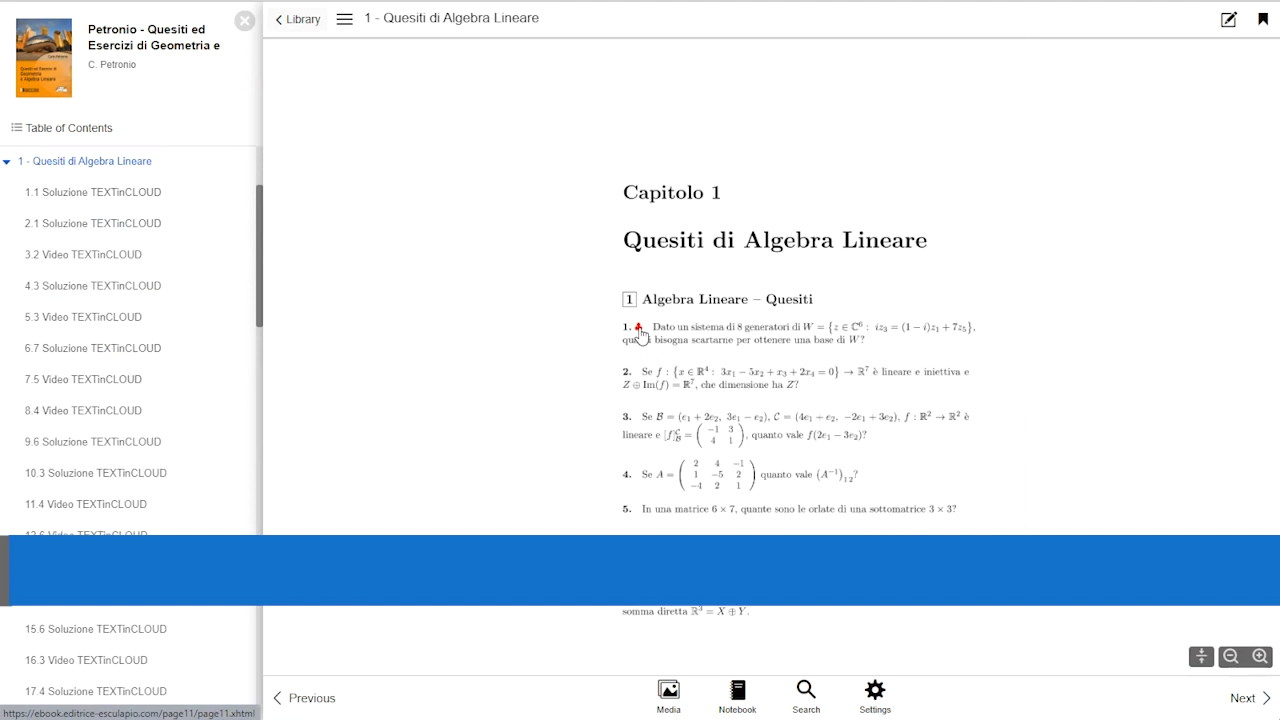 Petronio - Quesiti ed
Esercizi di Geometria e
C. Petronio
Table of Contents
1 - Quesiti di Algebra Lineare
1.1 Soluzione TEXTinCLOUD
2.1 Soluzione TEXTinCLOUD
3.2 Video TEXTinCLOUD
4.3 Soluzione TEXTinCLOUD
5.3 Video TEXTinCLOUD
6.7 Soluzione TEXTinCLOUD
7.5 Video TEXTinCLOUD
8.4 Video TEXTinCLOUD
9.6 Soluzione TEXTinCLOUD
10.3 Soluzione TEXTinCLOUD
11.4 Video TEXTinCLOUD
12.6 Video TEXTinCLOUD
15.6 Soluzione TEXTinCLOUD
16.3 Video TEXTinCLOUD
17.4 Soluzione TEXTinCLOUD
https://ebook.editrice-esculapio.com/page11/page11.xhtml
Library
1 - Quesiti di Algebra Lineare
Capitolo 1
Quesiti di Algebra Lineare
1 Algebra Lineare – Quesiti
1. Dato un sistema di 8 generatori di W = {z ∈ ℂ⁶ : iz₃ = (1 − i)z₁ + 7z₅},
bisogna scartarne per ottenere una base di W?
2. Se f : {x ∈ ℝ⁴ : 3x₁ − 5x₂ + x₃ + 2x₄ = 0} → ℝ⁷ è lineare e iniettiva e
Z ⊕ Im(f) = ℝ⁷, che dimensione ha Z?
3. Se ℬ = (e₁ + 2e₂, 3e₁ − e₂), 𝒞 = (4e₁ + e₂, −2e₁ + 3e₂), f : ℝ² → ℝ² è
lineare e [f]𝒞ℬ = ( −1 3
4 1 ), quanto vale f(2e₁ − 3e₂)?
4. Se A = ( 2 4 −1
1 −5 2
−4 2 1 ) quanto vale (A⁻¹)₁₂?
5. In una matrice 6 × 7, quante sono le orlate di una sottomatrice 3 × 3?
somma diretta ℝ³ = X ⊕ Y.
Previous
Media
Notebook
Search
Settings
Next